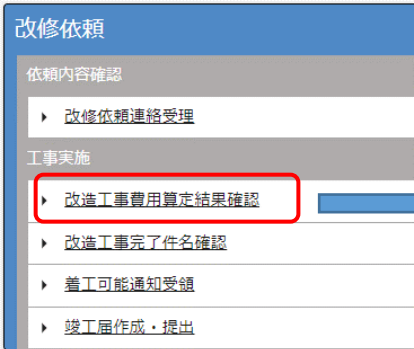 改修依頼
依頼内容確認
改修依頼連絡受理
工事実施
改造工事費用算定結果確認
改造工事完了件名確認
着工可能通知受領
竣工届作成・提出